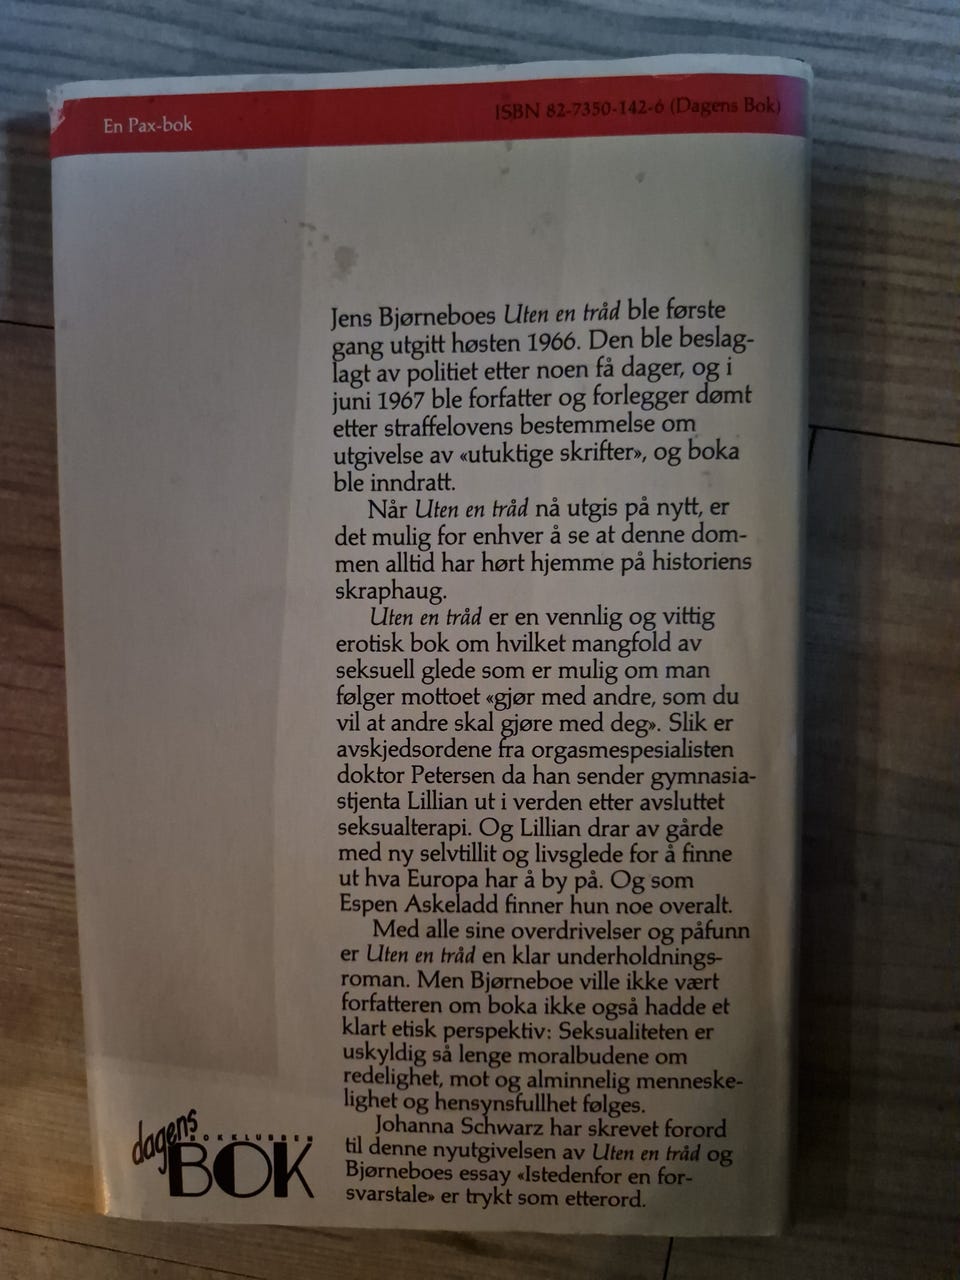 En Pax-bok
ISBN 82-7350-142-6 (Dagens Bok)
Jens Bjørneboes Uten en tråd ble første
gang utgitt høsten 1966. Den ble beslag-
lagt av politiet etter noen få dager, og i
juni 1967 ble forfatter og forlegger dømt
etter straffelovens bestemmelse om
utgivelse av «utuktige skrifter», og boka
ble inndratt.
Når Uten en tråd nå utgis på nytt, er
det mulig for enhver å se at denne dom-
men alltid har hørt hjemme på historiens
skraphaug.
Uten en tråd er en vennlig og vittig
erotisk bok om hvilket mangfold av
seksuell glede som er mulig om man
følger mottoet «gjør med andre, som du
vil at andre skal gjøre med deg». Slik er
avskjedsordene fra orgasmespesialisten
doktor Petersen da han sender gymnasia-
stjenta Lillian ut i verden etter avsluttet
seksualterapi. Og Lillian drar av gårde
med ny selvtillit og livsglede for å finne
ut hva Europa har å by på. Og som
Espen Askeladd finner hun noe overalt.
Med alle sine overdrivelser og påfunn
er Uten en tråd en klar underholdnings-
roman. Men Bjørneboe ville ikke vært
forfatteren om boka ikke også hadde et
klart etisk perspektiv: Seksualiteten er
uskyldig så lenge moralbudene om
redelighet, mot og alminnelig menneske-
lighet og hensynsfullhet følges.
Johanna Schwarz har skrevet forord
til denne nyutgivelsen av Uten en tråd og
Bjørneboes essay «Istedenfor en for-
svarstale» er trykt som etterord.
dagens
BOKKLUBBEN
BOK